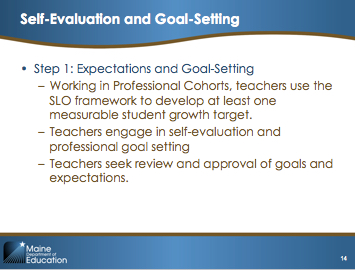 Self-Evaluation and Goal-Setting
• Step 1: Expectations and Goal-Setting
– Working in Professional Cohorts, teachers use the
SLO framework to develop at least one
measurable student growth target.
– Teachers engage in self-evaluation and
professional goal setting
– Teachers seek review and approval of goals and
expectations.
Maine
Department of
Education
14